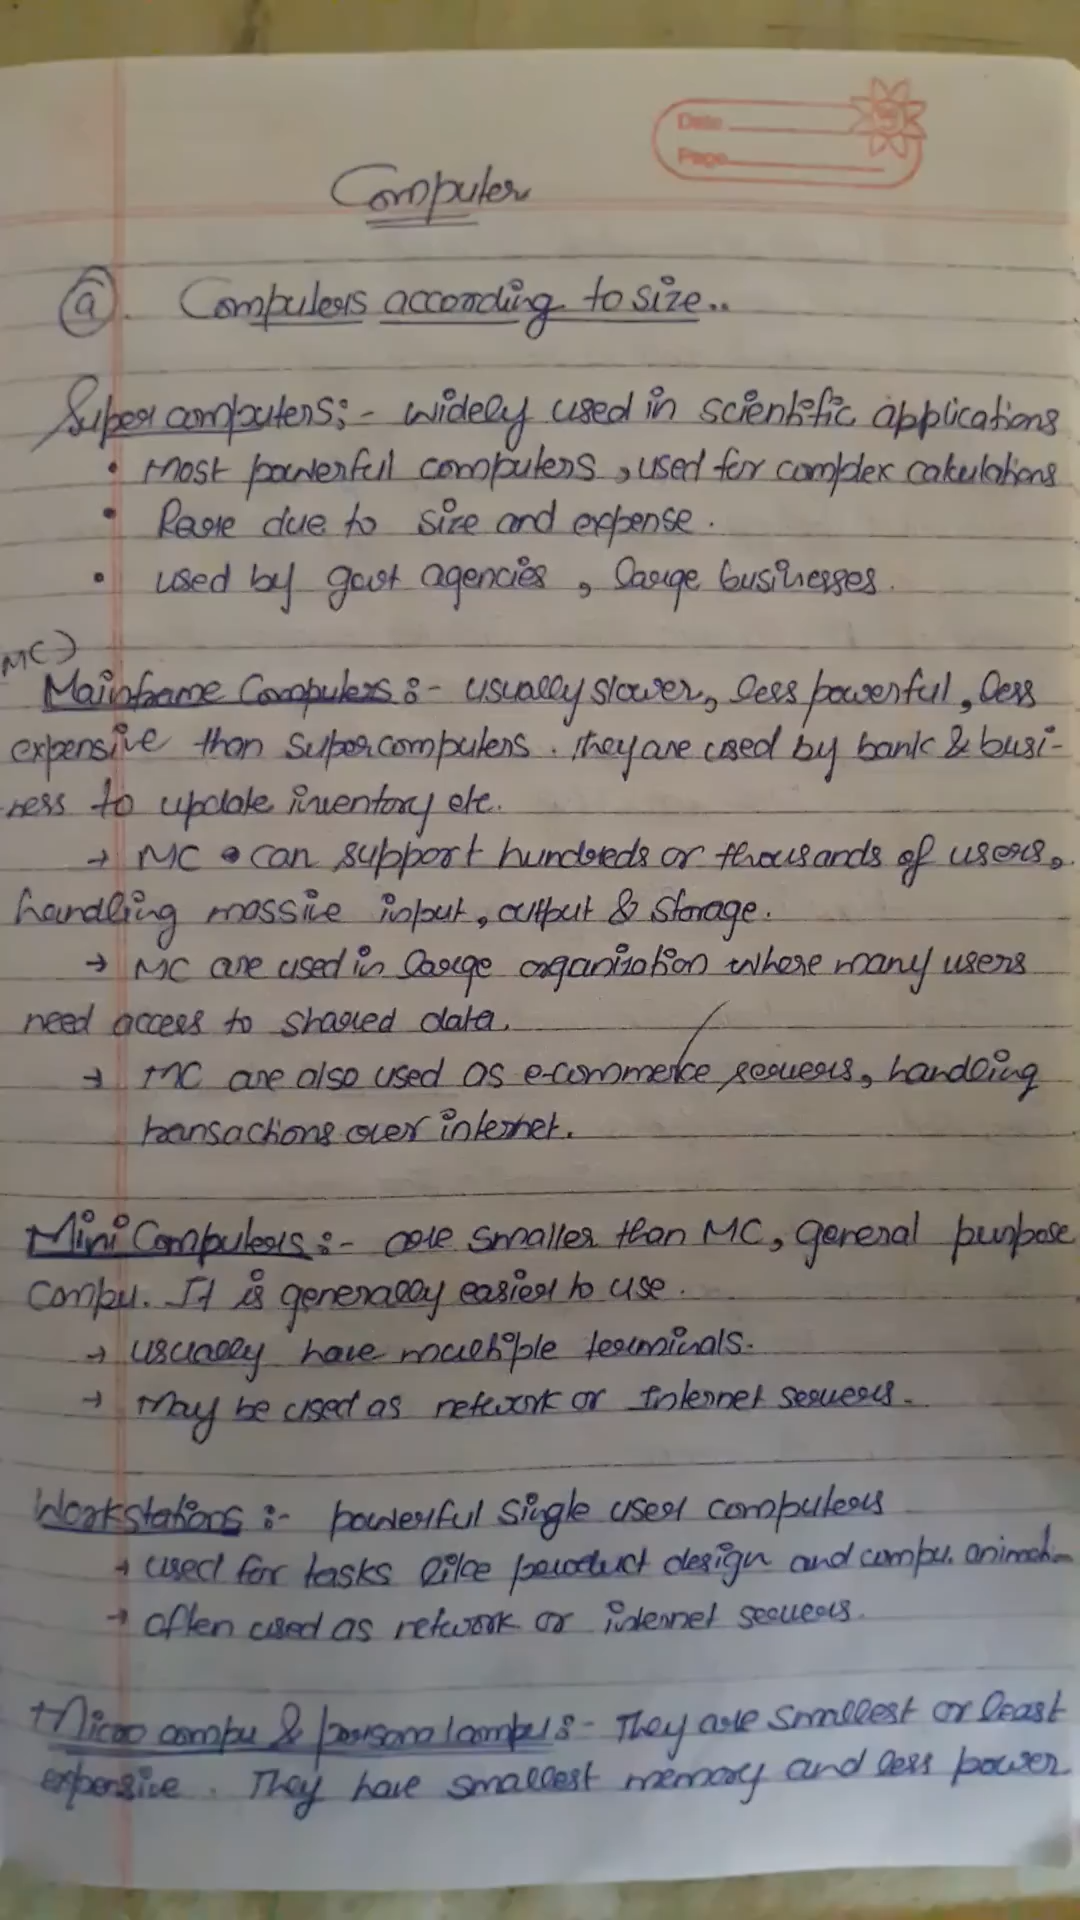 Date
Page
Computer
(a). Computers according to size..
Super computers:- widely used in scientific applications
• Most powerful computers, used for complex calculations
• Rare due to size and expense.
• used by govt agencies, large businesses.
MC)
Mainframe Computers:- usually slower, less powerful, less
expensive than supercomputers. They are used by bank & busi-
ness to update inventory etc.
→ MC can support hundreds or thousands of users,
handling massive input, output & storage.
→ MC are used in large organization where many users
need access to shared data.
→ MC are also used as e-commerce servers, handling
transactions over internet.
Mini Computers:- are smaller than MC, general purpose
compu. It is generally easier to use.
→ usually have multiple terminals.
→ May be used as network or Internet servers.
Workstations:- powerful single user computers
→ used for tasks like product design and compu.
→ often used as network or internet servers.
Micro compu & personal compu:- They are smallest or least
expensive. They have smallest memory and less power